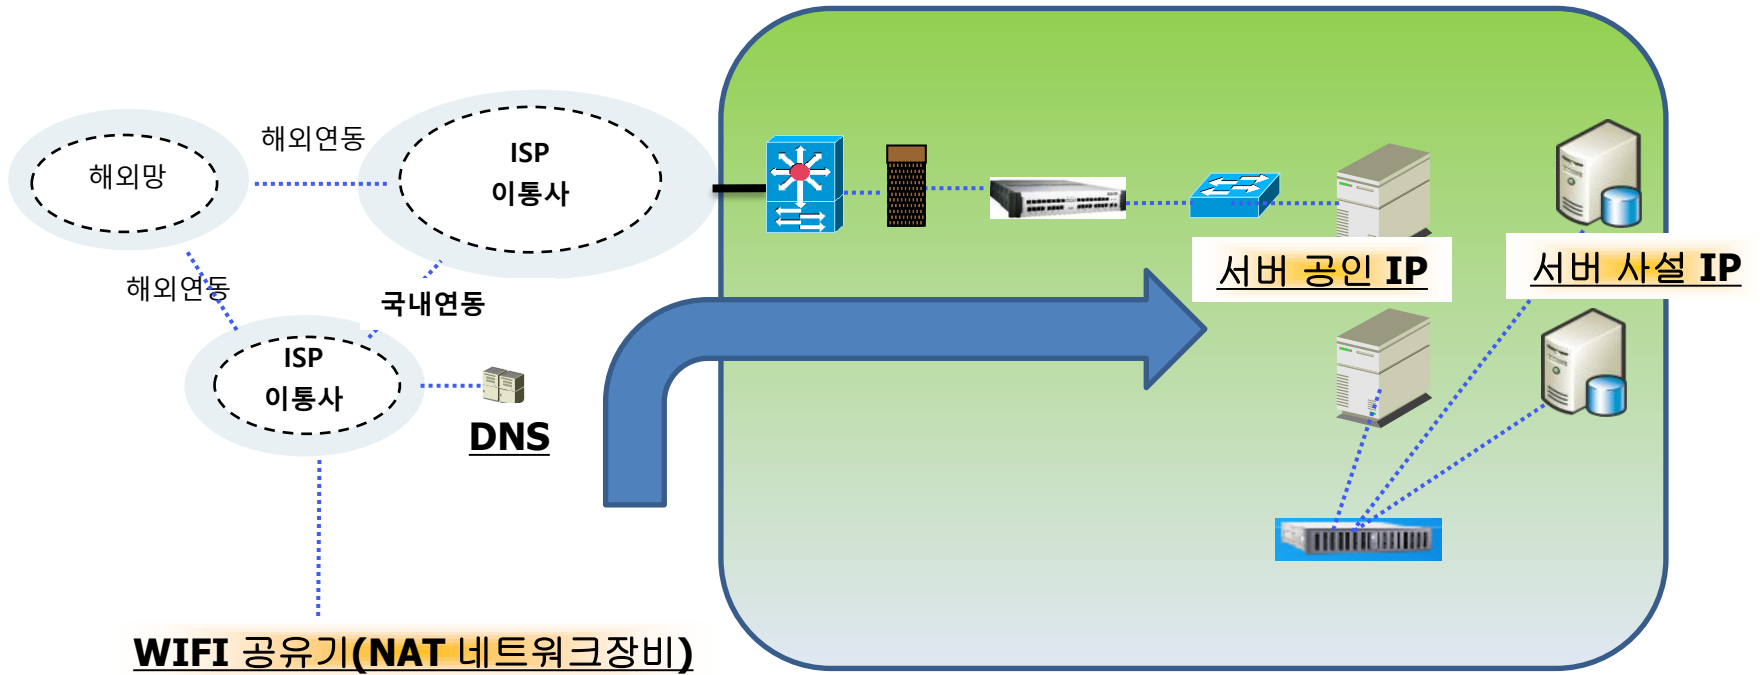 해외망
해외연동
ISP
이통사
해외연동
국내연동
ISP
이통사
DNS
WIFI 공유기(NAT 네트워크장비)
서버 공인 IP
서버 사설 IP